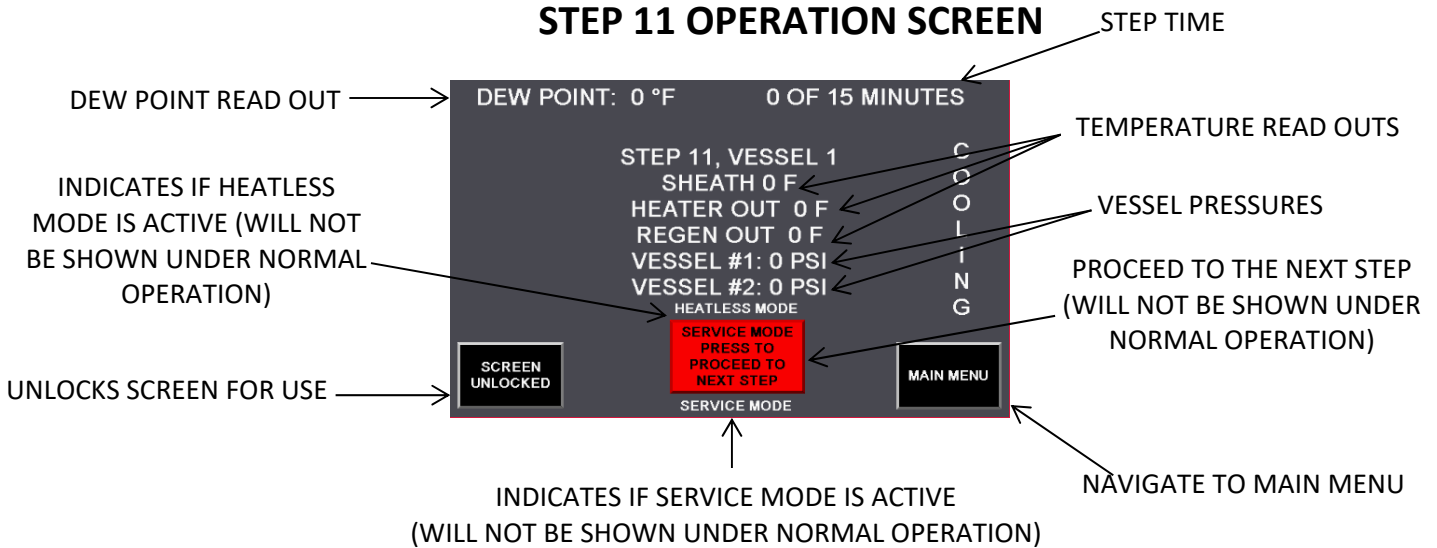 STEP 11 OPERATION SCREEN
STEP TIME
DEW POINT READ OUT
DEW POINT: 0 °F
0 OF 15 MINUTES
TEMPERATURE READ OUTS
STEP 11, VESSEL 1
SHEATH 0 F
HEATER OUT 0 F
REGEN OUT 0 F
VESSEL #1: 0 PSI
VESSEL #2: 0 PSI
HEATLESS MODE
COOLING
INDICATES IF HEATLESS
MODE IS ACTIVE (WILL NOT
BE SHOWN UNDER NORMAL
OPERATION)
VESSEL PRESSURES
PROCEED TO THE NEXT STEP
(WILL NOT BE SHOWN UNDER
NORMAL OPERATION)
SERVICE MODE
PRESS TO
PROCEED TO
NEXT STEP
SCREEN
UNLOCKED
MAIN MENU
SERVICE MODE
UNLOCKS SCREEN FOR USE
NAVIGATE TO MAIN MENU
INDICATES IF SERVICE MODE IS ACTIVE
(WILL NOT BE SHOWN UNDER NORMAL OPERATION)